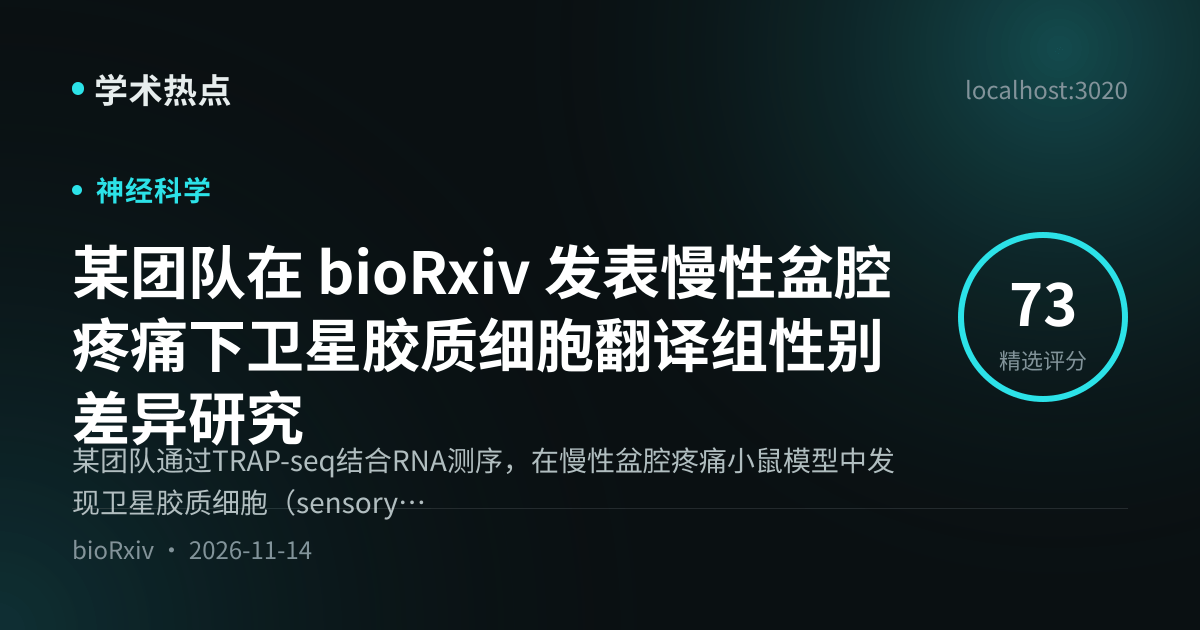 学术热点
localhost:3020
神经科学
某团队在 bioRxiv 发表慢性盆腔
疼痛下卫星胶质细胞翻译组性别
差异研究
73
精选评分
某团队通过TRAP-seq结合RNA测序，在慢性盆腔疼痛小鼠模型中发
现卫星胶质细胞（sensory…
bioRxiv · 2026-11-14